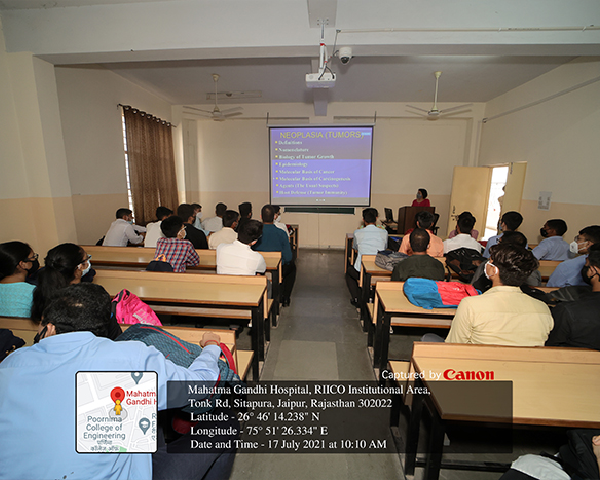 NEOPLASIA (TUMORS)
Definitions
Nomenclature
Biology of Tumor Growth
Epidemiology
Molecular Basis of Cancer
Molecular Basis of Carcinogenesis
Agents (The Usual Suspects)
Host Defense (Tumor Immunity)
Captured by Canon
Mahatma
Gandhi H
Poornima
College of
Engineering
Mahatma Gandhi Hospital, RIICO Institutional Area,
Tonk Rd, Sitapura, Jaipur, Rajasthan 302022
Latitude - 26° 46' 14.238" N
Longitude - 75° 51' 26.334" E
Date and Time - 17 July 2021 at 10:10 AM